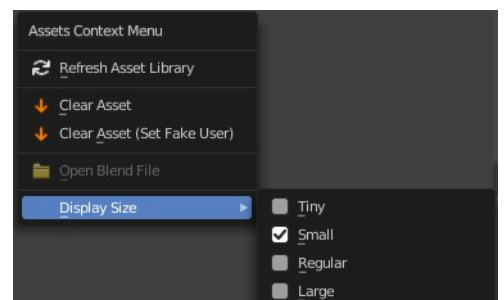 Assets Context Menu
Refresh Asset Library
Clear Asset
Clear Asset (Set Fake User)
Open Blend File
Display Size
Tiny
Small
Regular
Large